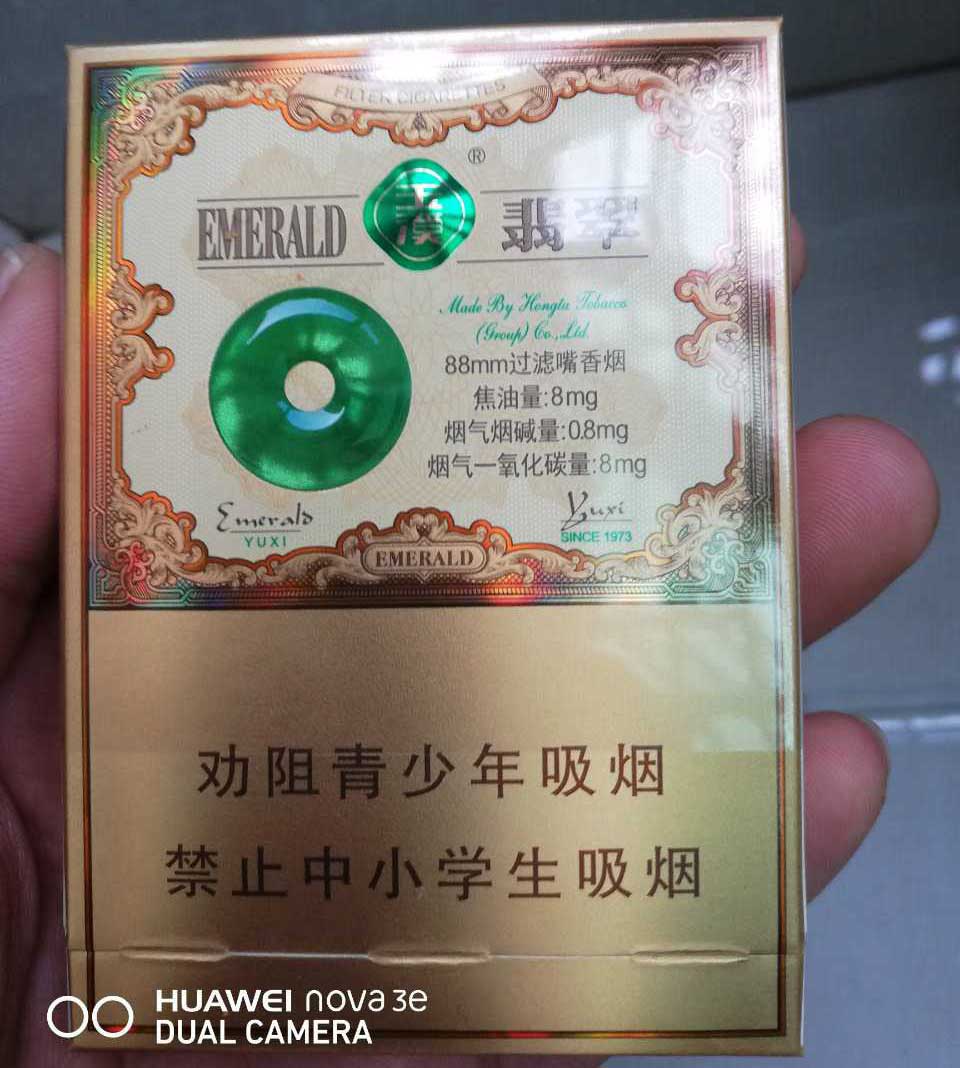 FILTER CIGARETTES
®
EMERALD 玉溪 翡翠
Made By Hongta Tobacco
(Group) Co.,Ltd.
88mm过滤嘴香烟
焦油量:8mg
烟气烟碱量:0.8mg
烟气一氧化碳量:8mg
Emerald
YUXI
Yuxi
SINCE 1973
EMERALD
劝阻青少年吸烟
禁止中小学生吸烟
HUAWEI nova 3e
DUAL CAMERA